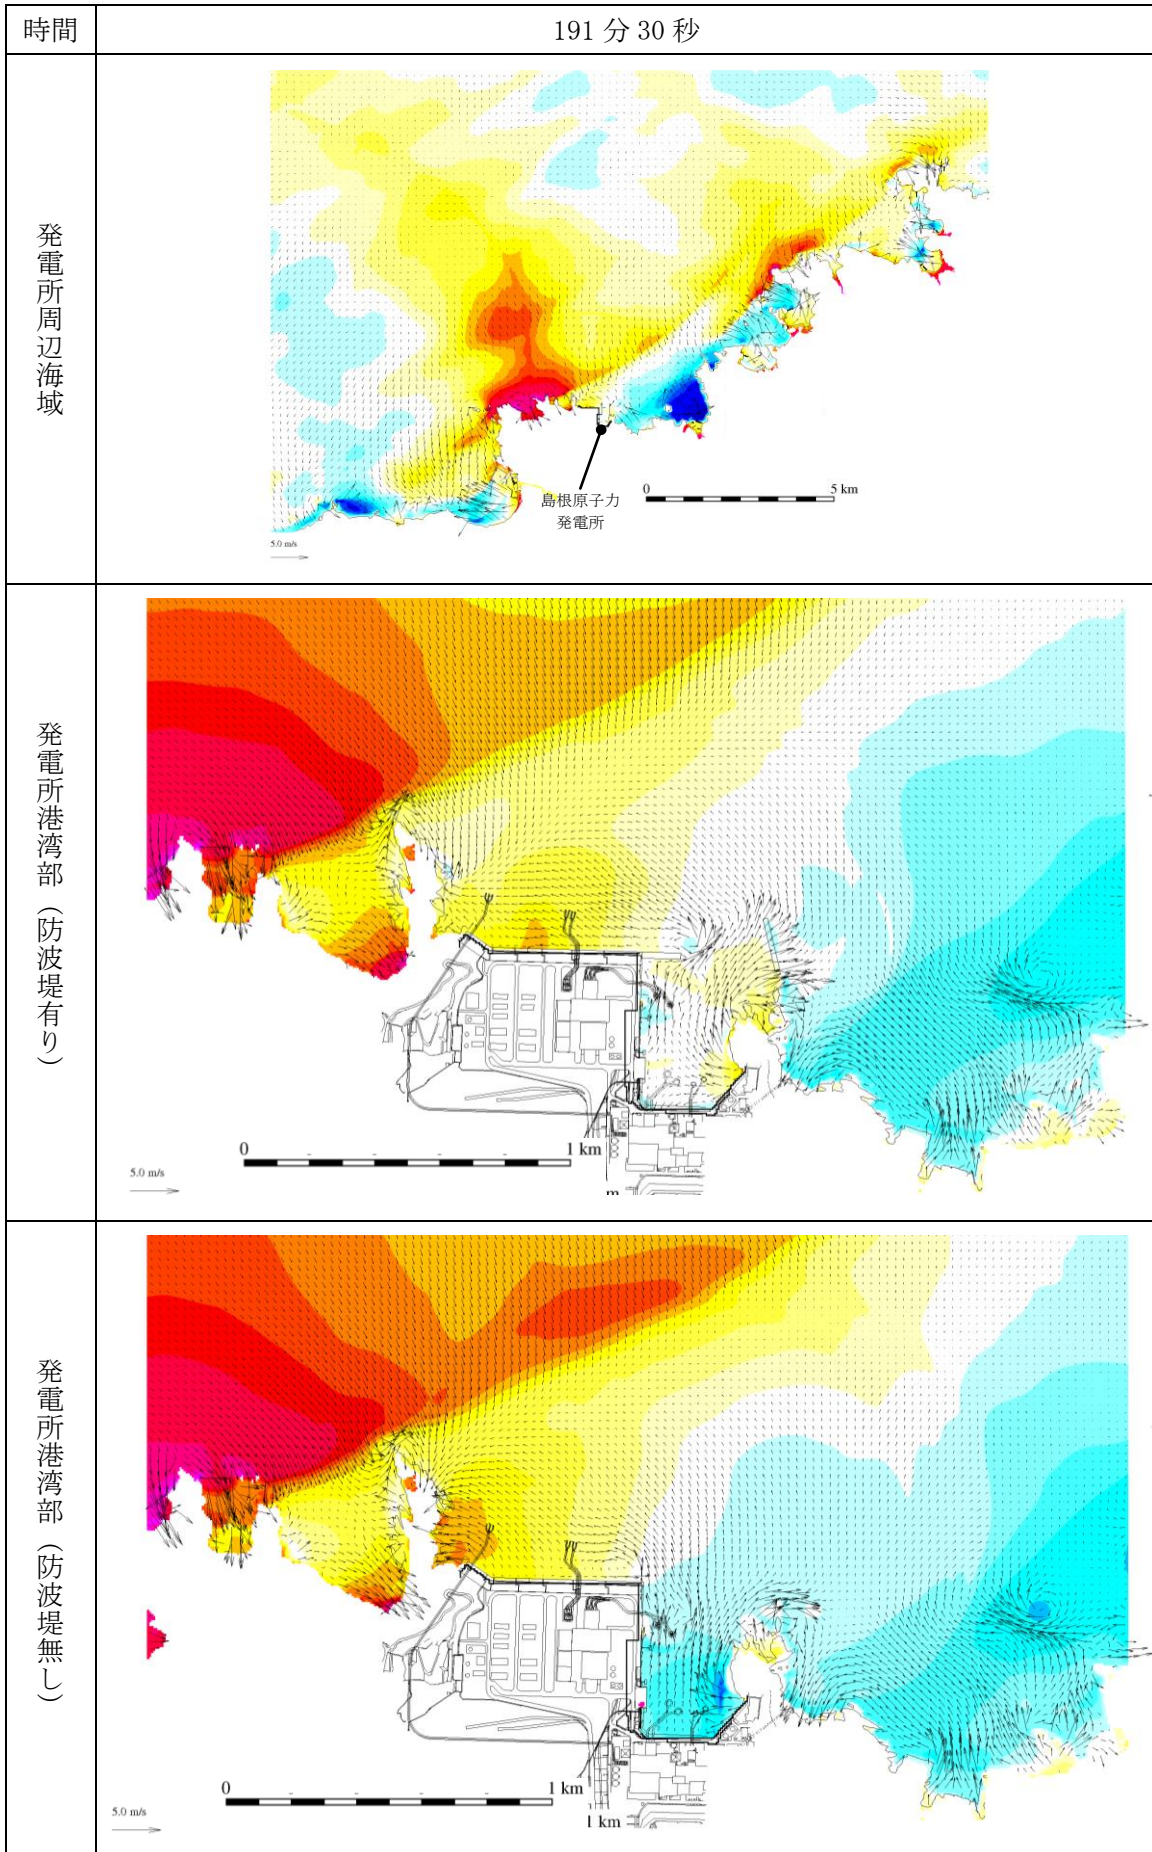 時間
191 分 30 秒
発電所周辺海域
島根原子力
発電所
0
5 km
5.0 m/s
発電所港湾部（防波堤有り）
0
1 km
5.0 m/s
m
発電所港湾部（防波堤無し）
0
1 km
5.0 m/s
1 km